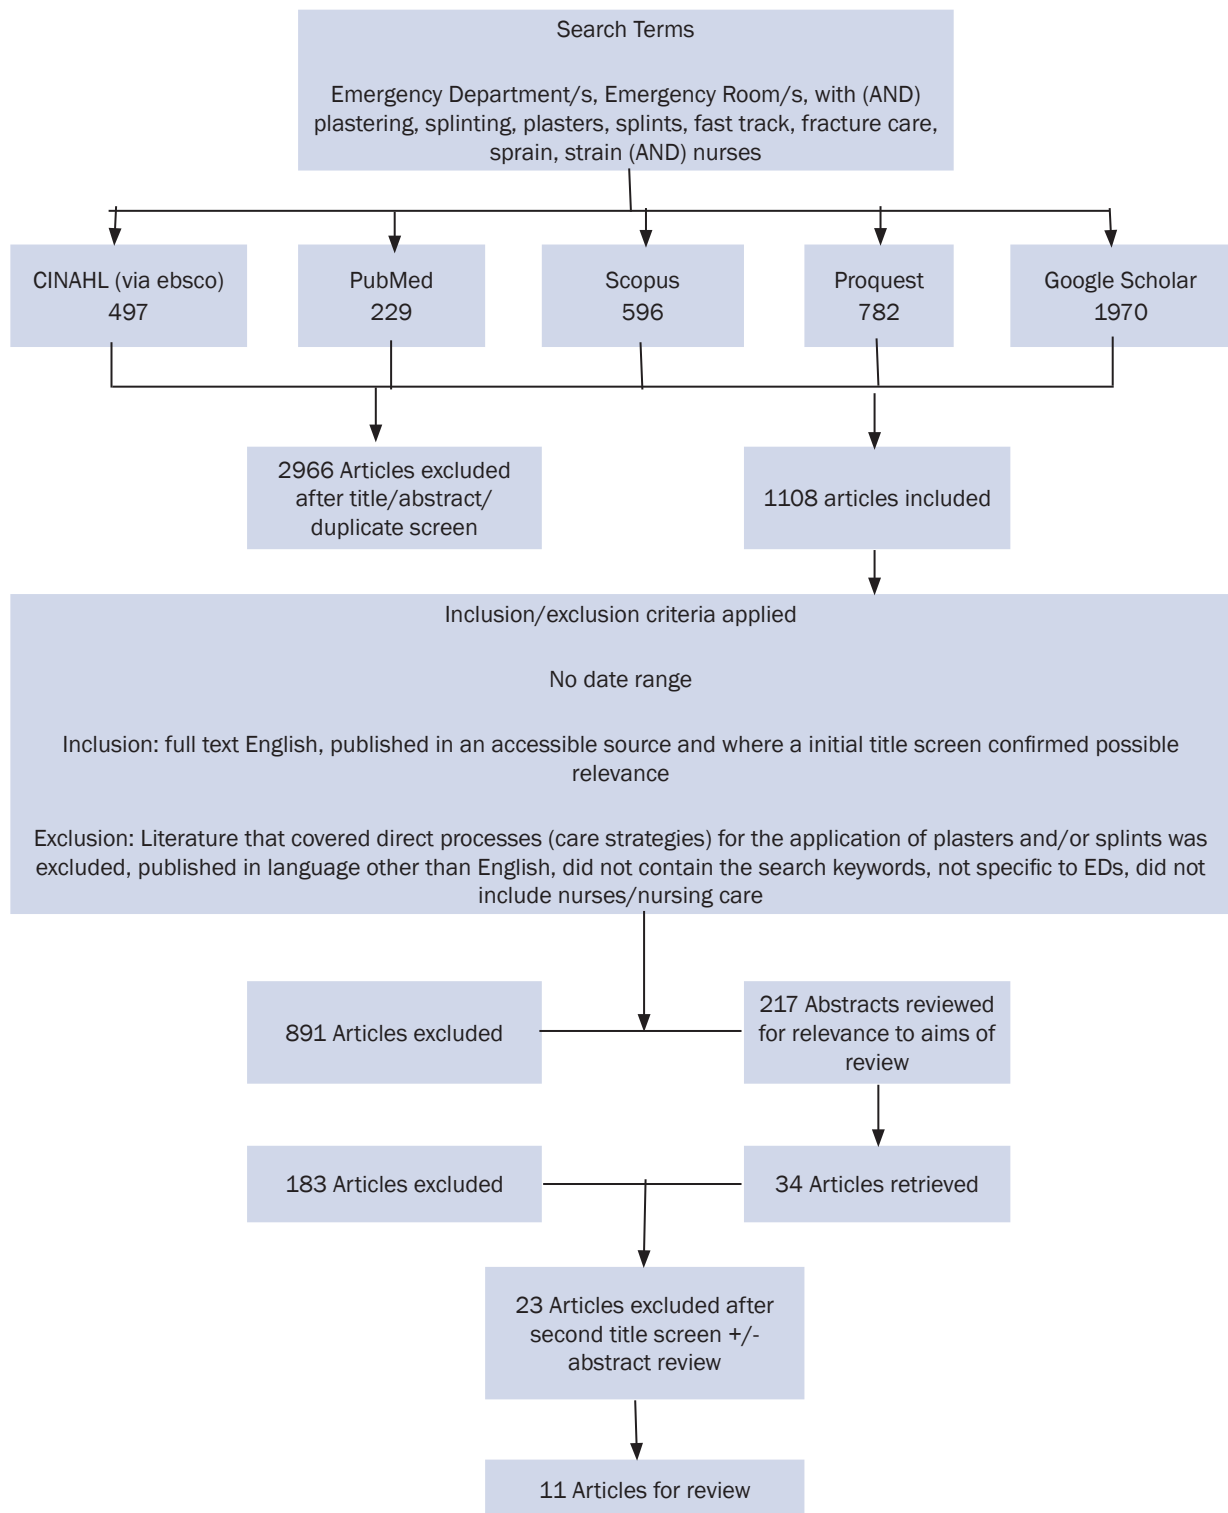 Search Terms
Emergency Department/s, Emergency Room/s, with (AND)
plastering, splinting, plasters, splints, fast track, fracture care,
sprain, strain (AND) nurses
CINAHL (via ebsco)
497
PubMed
229
Scopus
596
Proquest
782
Google Scholar
1970
2966 Articles excluded
after title/abstract/
duplicate screen
1108 articles included
Inclusion/exclusion criteria applied
No date range
Inclusion: full text English, published in an accessible source and where a initial title screen confirmed possible
relevance
Exclusion: Literature that covered direct processes (care strategies) for the application of plasters and/or splints was
excluded, published in language other than English, did not contain the search keywords, not specific to EDs, did not
include nurses/nursing care
891 Articles excluded
217 Abstracts reviewed
for relevance to aims of
review
183 Articles excluded
34 Articles retrieved
23 Articles excluded after
second title screen +/-
abstract review
11 Articles for review